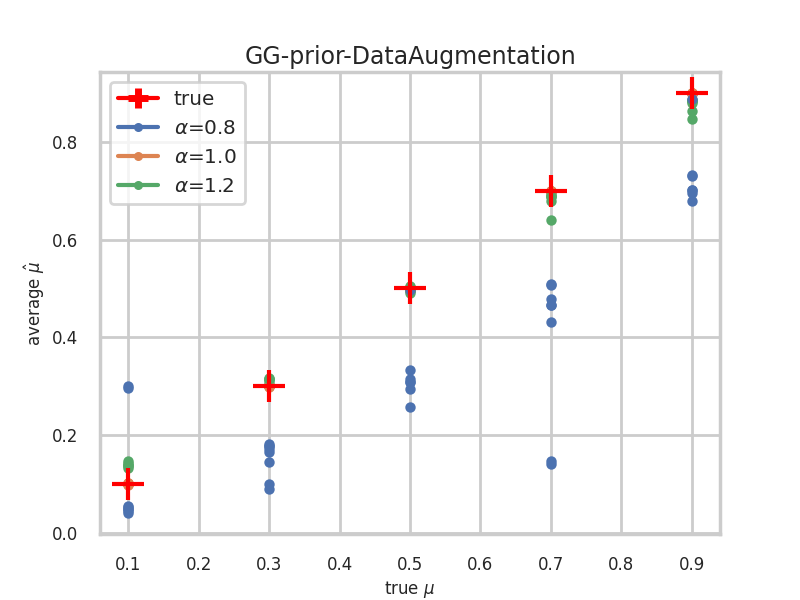 GG-prior-DataAugmentation
true
α=0.8
α=1.0
α=1.2
average μ̂
0.8
0.6
0.4
0.2
0.0
0.1 0.2 0.3 0.4 0.5 0.6 0.7 0.8 0.9
true μ